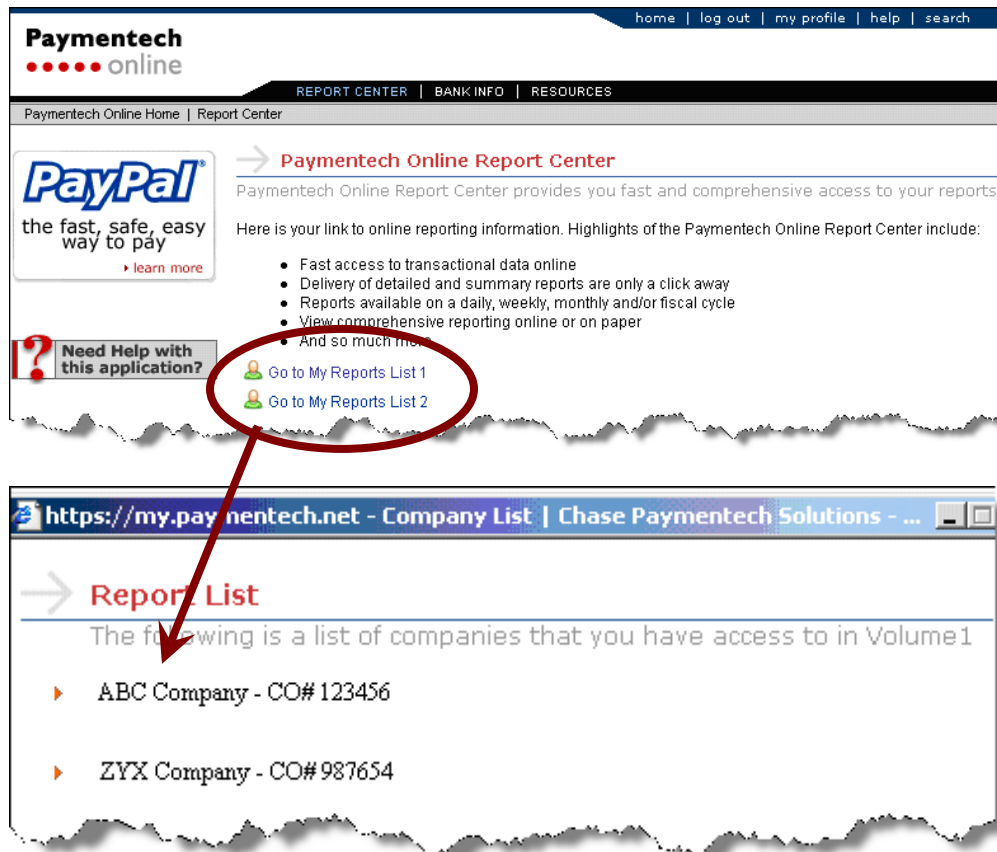 home | log out | my profile | help | search
Paymentech
online
REPORT CENTER | BANK INFO | RESOURCES
Paymentech Online Home | Report Center
Paymentech Online Report Center
Paymentech Online Report Center provides you fast and comprehensive access to your reports
PayPal®
the fast, safe, easy
way to pay
learn more
Here is your link to online reporting information. Highlights of the Paymentech Online Report Center include:
• Fast access to transactional data online
• Delivery of detailed and summary reports are only a click away
• Reports available on a daily, weekly, monthly and/or fiscal cycle
• View comprehensive reporting online or on paper
• And so much more
? Need Help with
this application?
Go to My Reports List 1
Go to My Reports List 2
https://my.paymentech.net - Company List | Chase Paymentech Solutions - ...
Report List
The following is a list of companies that you have access to in Volume1
ABC Company - CO# 123456
ZYX Company - CO# 987654